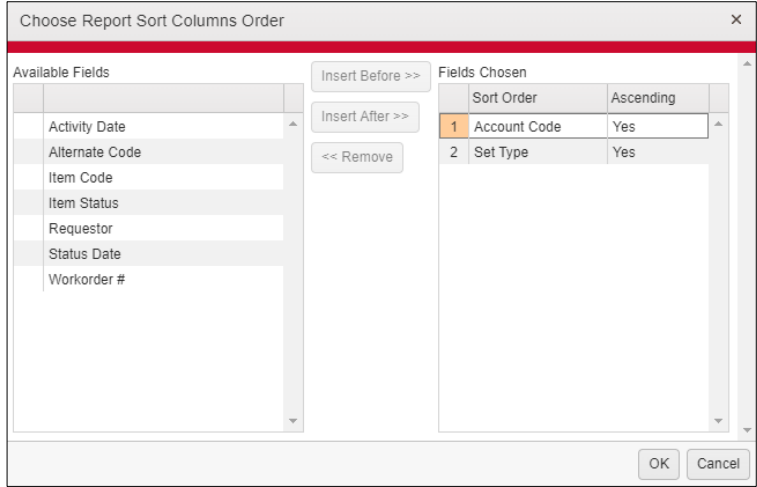 Choose Report Sort Columns Order ×
Available Fields
Activity Date
Alternate Code
Item Code
Item Status
Requestor
Status Date
Workorder #
Insert Before >>
Insert After >>
<< Remove
Fields Chosen
Sort Order Ascending
1 Account Code Yes
2 Set Type Yes
OK Cancel